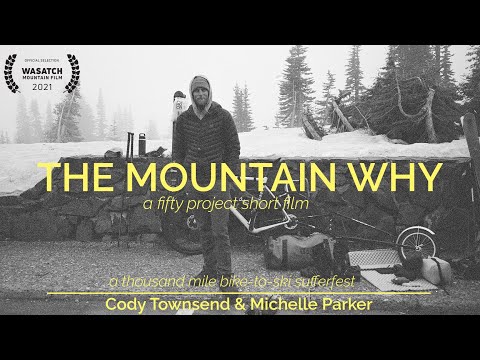 OFFICIAL SELECTION
WASATCH
MOUNTAIN FILM
2021
THE MOUNTAIN WHY
a fifty project short film
a thousand mile bike-to-ski sufferfest
Cody Townsend & Michelle Parker